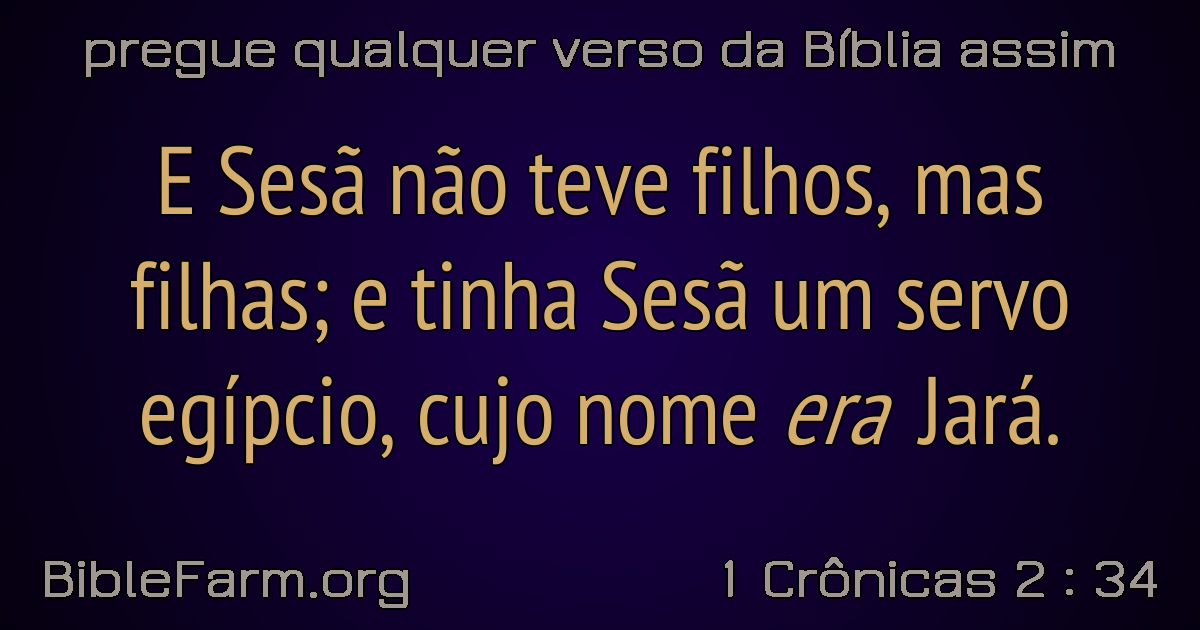 pregue qualquer verso da Bíblia assim
E Sesã não teve filhos, mas
filhas; e tinha Sesã um servo
egípcio, cujo nome era Jará.
BibleFarm.org
1 Crônicas 2 : 34